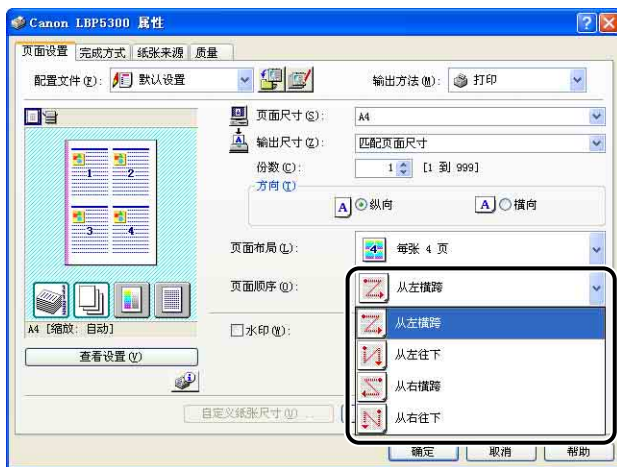 Canon LBP5300 属性
页面设置 完成方式 纸张来源 质量
配置文件(F): 默认设置 输出方法(M): 打印
页面尺寸(S): A4
输出尺寸(Z): 匹配页面尺寸
份数(C): 1 [1 到 999]
方向(T)
A 纵向 A 横向
1 2
3 4
页面布局(L): 4 每张 4 页
页面顺序(O): 从左横跨
从左横跨
从左往下
从右横跨
从右往下
A4 [缩放: 自动]
水印(W):
查看设置(V)
自定义纸张尺寸(U)...
确定 取消 帮助